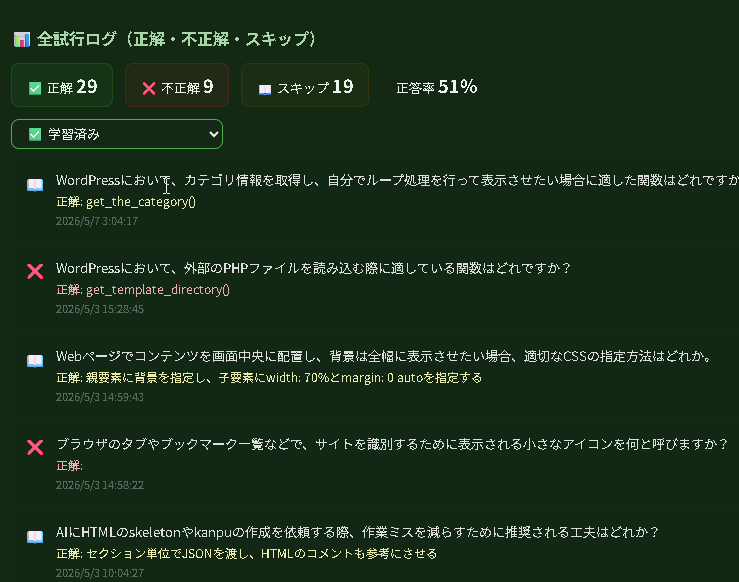 全試行ログ（正解・不正解・スキップ）
正解 29 不正解 9 スキップ 19 正答率 51%
学習済み
WordPressにおいて、カテゴリ情報を取得し、自分でループ処理を行って表示させたい場合に適した関数はどれですか
正解: get_the_category()
2026/5/7 3:04:17
WordPressにおいて、外部のPHPファイルを読み込む際に適している関数はどれですか？
正解: get_template_directory()
2026/5/3 15:28:45
Webページでコンテンツを画面中央に配置し、背景は全幅に表示させたい場合、適切なCSSの指定方法はどれか。
正解: 親要素に背景を指定し、子要素にwidth: 70%とmargin: 0 autoを指定する
2026/5/3 14:59:43
ブラウザのタブやブックマーク一覧などで、サイトを識別するために表示される小さなアイコンを何と呼びますか？
正解:
2026/5/3 14:58:22
AIにHTMLのskeletonやkanpuの作成を依頼する際、作業ミスを減らすために推奨される工夫はどれか？
正解: セクション単位でJSONを渡し、HTMLのコメントも参考にさせる
2026/5/3 10:04:27